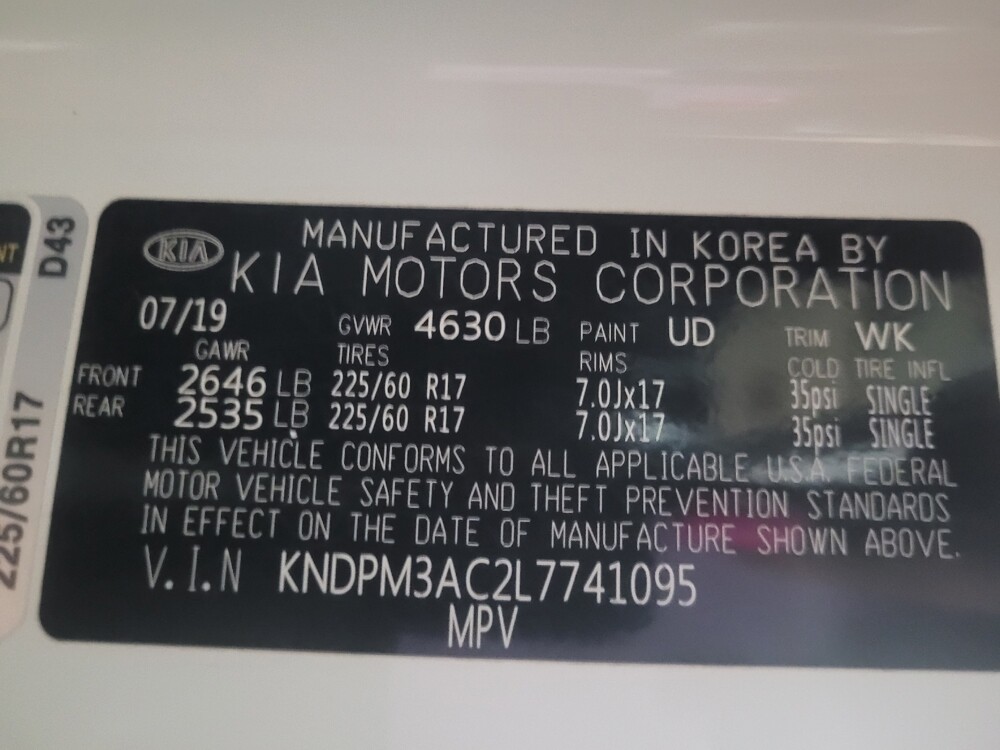 MANUFACTURED IN KOREA BY
KIA KIA MOTORS CORPORATION
07/19 GVWR 4630 LB PAINT UD TRIM WK
GAWR TIRES RIMS COLD TIRE INFL
FRONT 2646 LB 225/60 R17 7.0Jx17 35psi SINGLE
REAR 2535 LB 225/60 R17 7.0Jx17 35psi SINGLE
THIS VEHICLE CONFORMS TO ALL APPLICABLE U.S.A. FEDERAL
MOTOR VEHICLE SAFETY AND THEFT PREVENTION STANDARDS
IN EFFECT ON THE DATE OF MANUFACTURE SHOWN ABOVE.
V.I.N KNDPM3AC2L7741095
MPV
D43
225/60R17